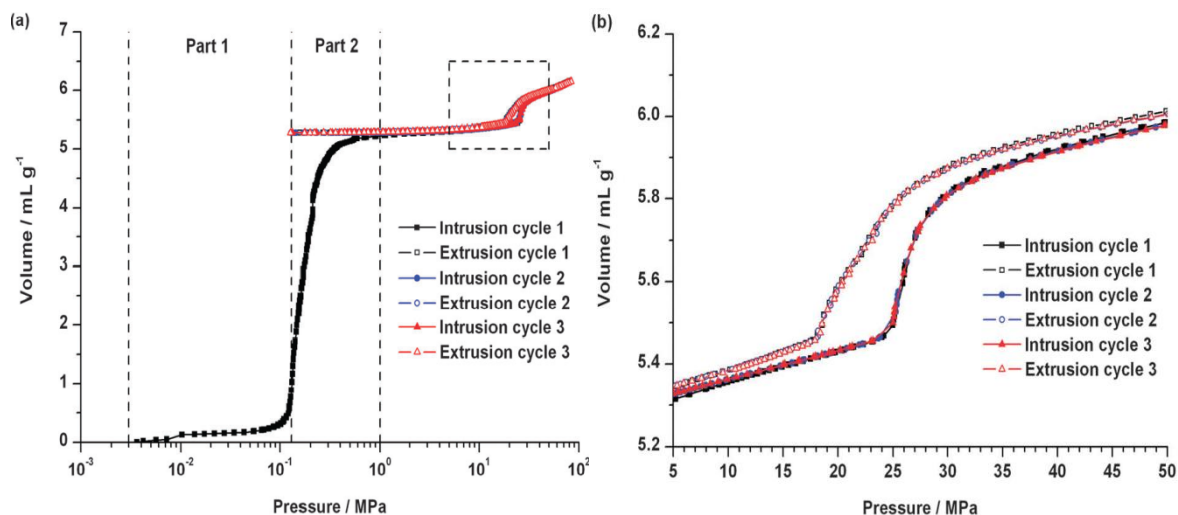 (a)
Part 1
Part 2
7
6
5
4
3
2
1
0
Volume / mL g⁻¹
Intrusion cycle 1
Extrusion cycle 1
Intrusion cycle 2
Extrusion cycle 2
Intrusion cycle 3
Extrusion cycle 3
10⁻³ 10⁻² 10⁻¹ 10⁰ 10¹ 10²
Pressure / MPa
(b)
6.2
6.0
5.8
5.6
5.4
5.2
Volume / mL g⁻¹
Intrusion cycle 1
Extrusion cycle 1
Intrusion cycle 2
Extrusion cycle 2
Intrusion cycle 3
Extrusion cycle 3
5 10 15 20 25 30 35 40 45 50
Pressure / MPa